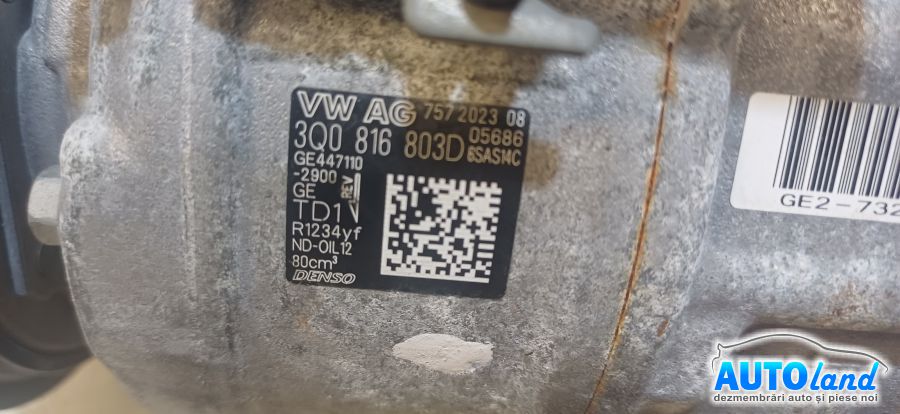 VW AG 757 2023 08
3Q0 816 803D 05686
6SAS14C
GE447110
-2900
GE REV
TD1
R1234yf
ND-OIL12
80cm³
DENSO
GE2-732
AUTOland
dezmembrări auto și piese noi